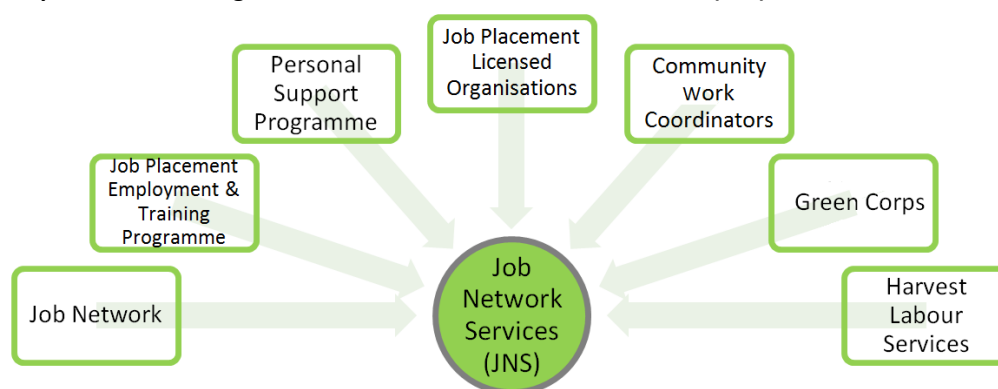 Job Placement
Licensed
Organisations
Personal
Support
Programme
Community
work
Coordinators
Job Placement
Employment &
Training
Programme
Green Corps
Job Network
Job
Network
Services
(JNS)
Harvest
Labour
Services